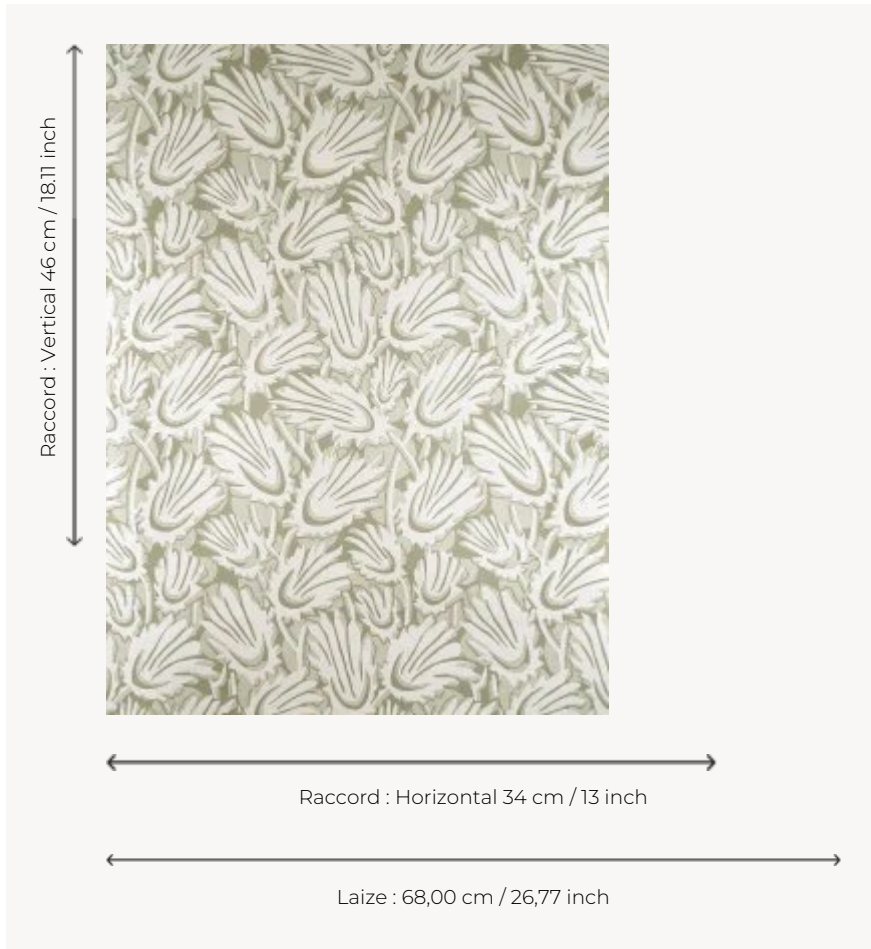 Raccord : Vertical 46 cm / 18.11 inch
Raccord : Horizontal 34 cm / 13 inch
Laize : 68,00 cm / 26,77 inch